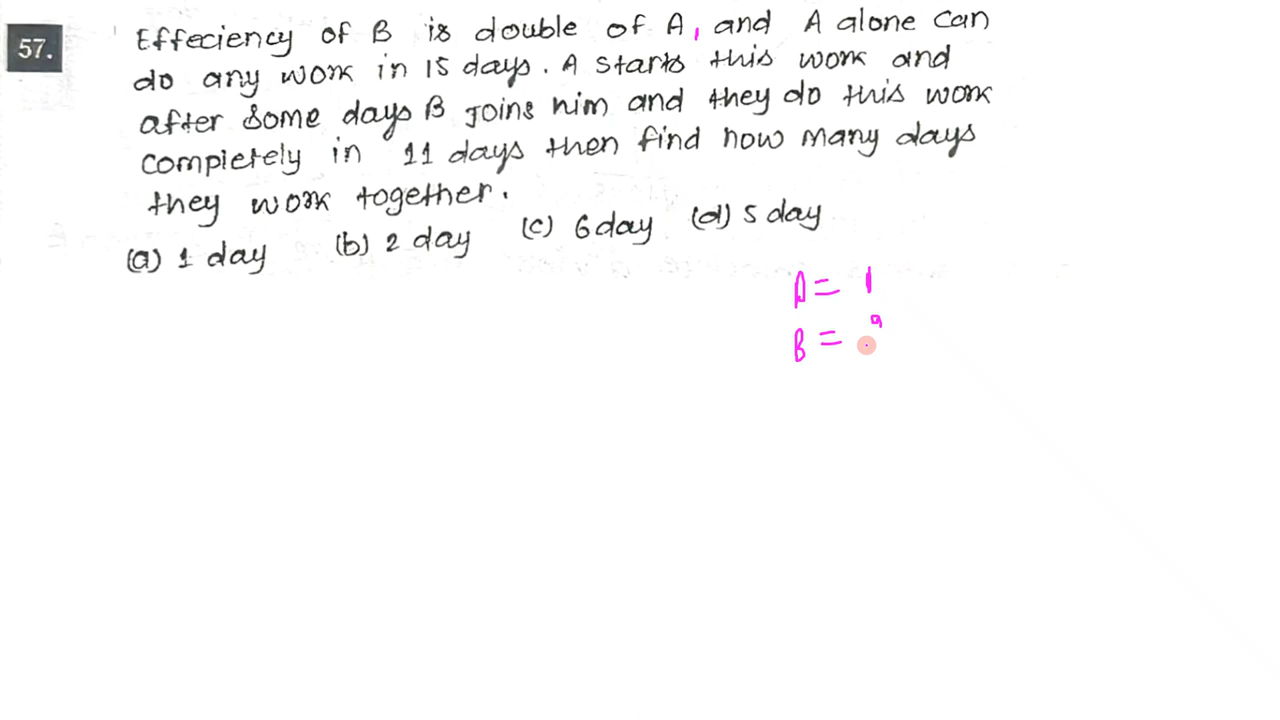 57.
Effeciency of B is double of A, and A alone can
do any work in 15 days. A starts this work and
after some days B joins him and they do this work
completely in 11 days then find how many days
they work together.
(a) 1 day (b) 2 day (c) 6 day (d) 5 day
A = 1
B =